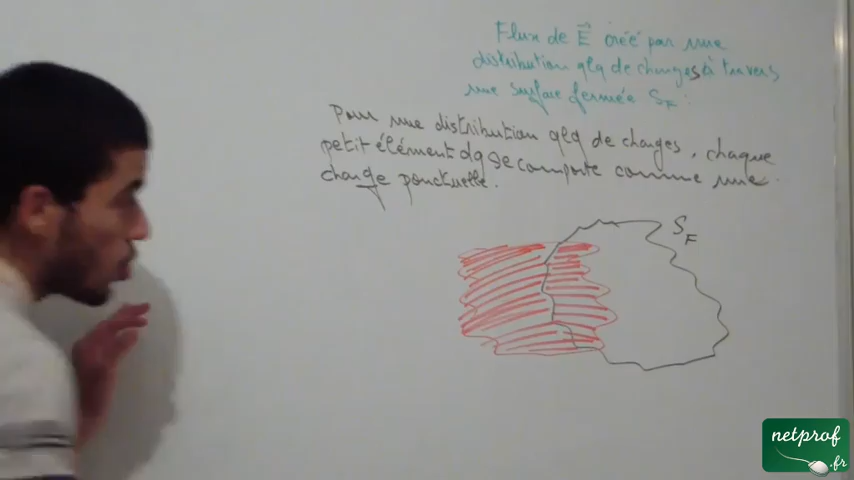 Flux de E⃗ créé par une
distribution qlq de charges à travers
une surface fermée S_F :
Pour une distribution qlq de charges, chaque
petit élément dq se comporte comme une
charge ponctuelle.
S_F
netprof
.fr